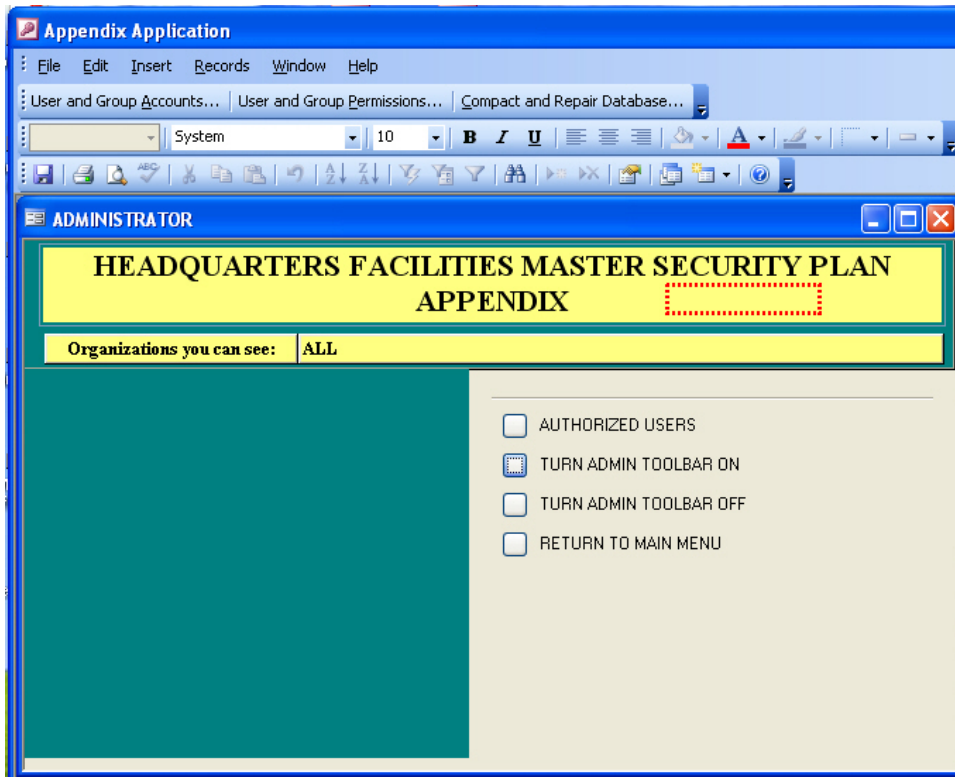 Appendix Application
File Edit Insert Records Window Help
User and Group Accounts... User and Group Permissions... Compact and Repair Database...
System 10 B I U A
ABC A Z Z A
ADMINISTRATOR
HEADQUARTERS FACILITIES MASTER SECURITY PLAN
APPENDIX
Organizations you can see: ALL
AUTHORIZED USERS
TURN ADMIN TOOLBAR ON
TURN ADMIN TOOLBAR OFF
RETURN TO MAIN MENU